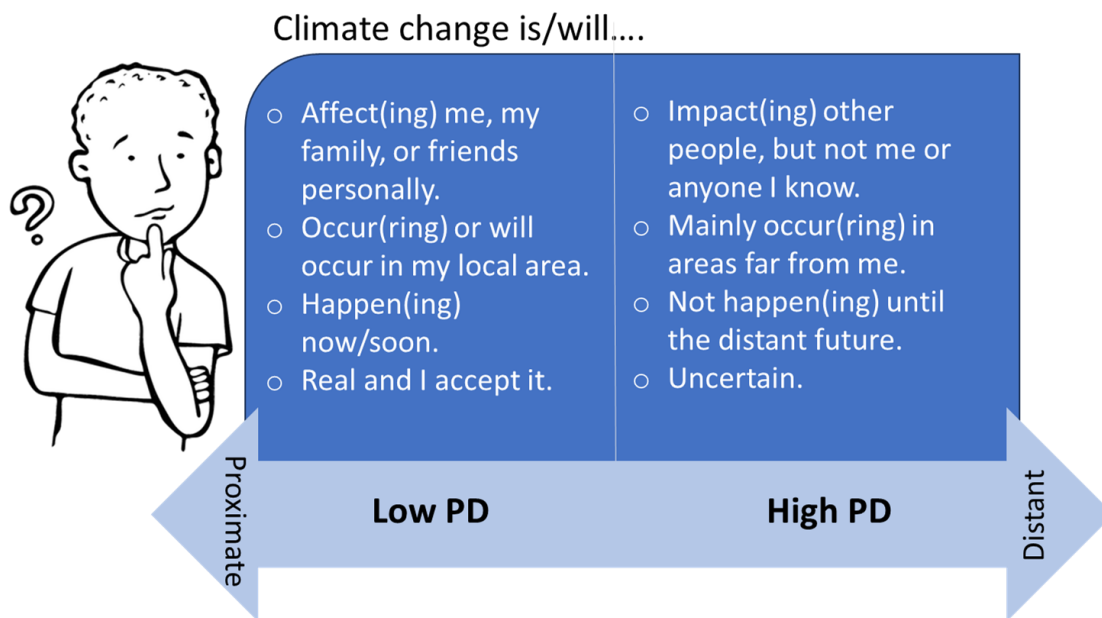 Climate change is/will....
○ Affect(ing) me, my
family, or friends
personally.
○ Occur(ring) or will
occur in my local area.
○ Happen(ing)
now/soon.
○ Real and I accept it.
○ Impact(ing) other
people, but not me or
anyone I know.
○ Mainly occur(ring) in
areas far from me.
○ Not happen(ing) until
the distant future.
○ Uncertain.
?
Proximate
Low PD
High PD
Distant